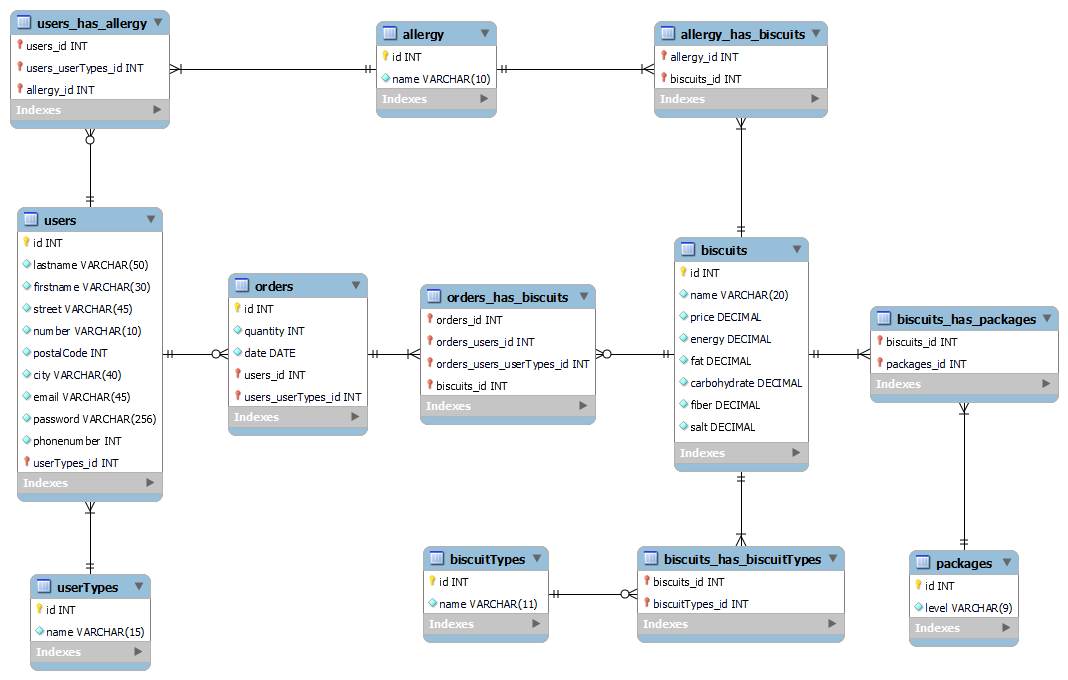 users_has_allergy
users_id INT
users_userTypes_id INT
allergy_id INT
Indexes
allergy
id INT
name VARCHAR(10)
Indexes
allergy_has_biscuits
allergy_id INT
biscuits_id INT
Indexes
users
id INT
lastname VARCHAR(50)
firstname VARCHAR(30)
street VARCHAR(45)
number VARCHAR(10)
postalCode INT
city VARCHAR(40)
email VARCHAR(45)
password VARCHAR(256)
phonenumber INT
userTypes_id INT
Indexes
orders
id INT
quantity INT
date DATE
users_id INT
users_userTypes_id INT
Indexes
orders_has_biscuits
orders_id INT
orders_users_id INT
orders_users_userTypes_id INT
biscuits_id INT
Indexes
biscuits
id INT
name VARCHAR(20)
price DECIMAL
energy DECIMAL
fat DECIMAL
carbohydrate DECIMAL
fiber DECIMAL
salt DECIMAL
Indexes
biscuits_has_packages
biscuits_id INT
packages_id INT
Indexes
userTypes
id INT
name VARCHAR(15)
Indexes
biscuitTypes
id INT
name VARCHAR(11)
Indexes
biscuits_has_biscuitTypes
biscuits_id INT
biscuitTypes_id INT
Indexes
packages
id INT
level VARCHAR(9)
Indexes